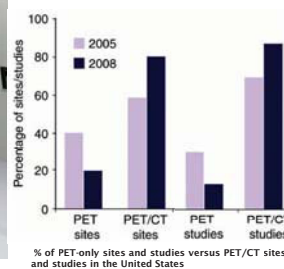 100
80
60
40
20
0
Percentage of sites/studies
2005
2008
PET sites
PET/CT sites
PET studies
PET/CT studies
% of PET-only sites and studies versus PET/CT sites
and studies in the United States